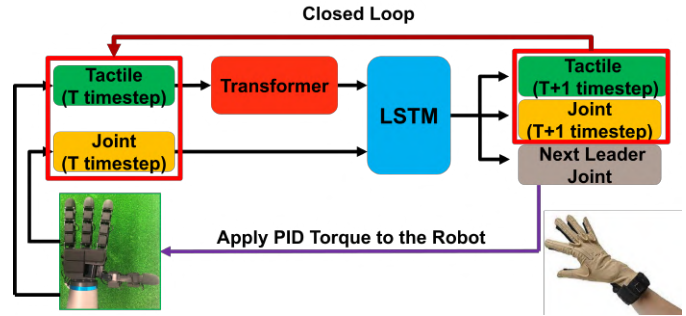 Closed Loop
Tactile
(T timestep)
Transformer
LSTM
Tactile
(T+1 timestep)
Joint
(T timestep)
Joint
(T+1 timestep)
Next Leader
Joint
Apply PID Torque to the Robot